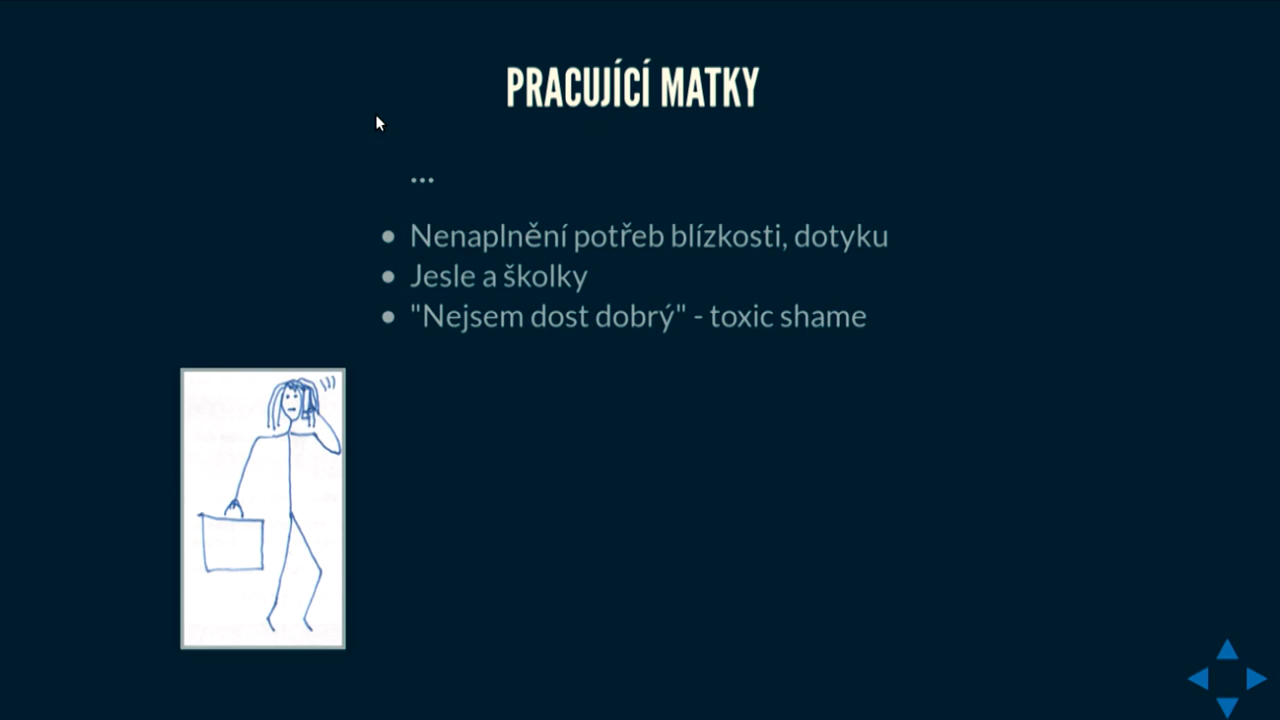 PRACUJÍCÍ MATKY
...
Nenaplnění potřeb blízkosti, dotyku
Jesle a školky
"Nejsem dost dobrý" - toxic shame